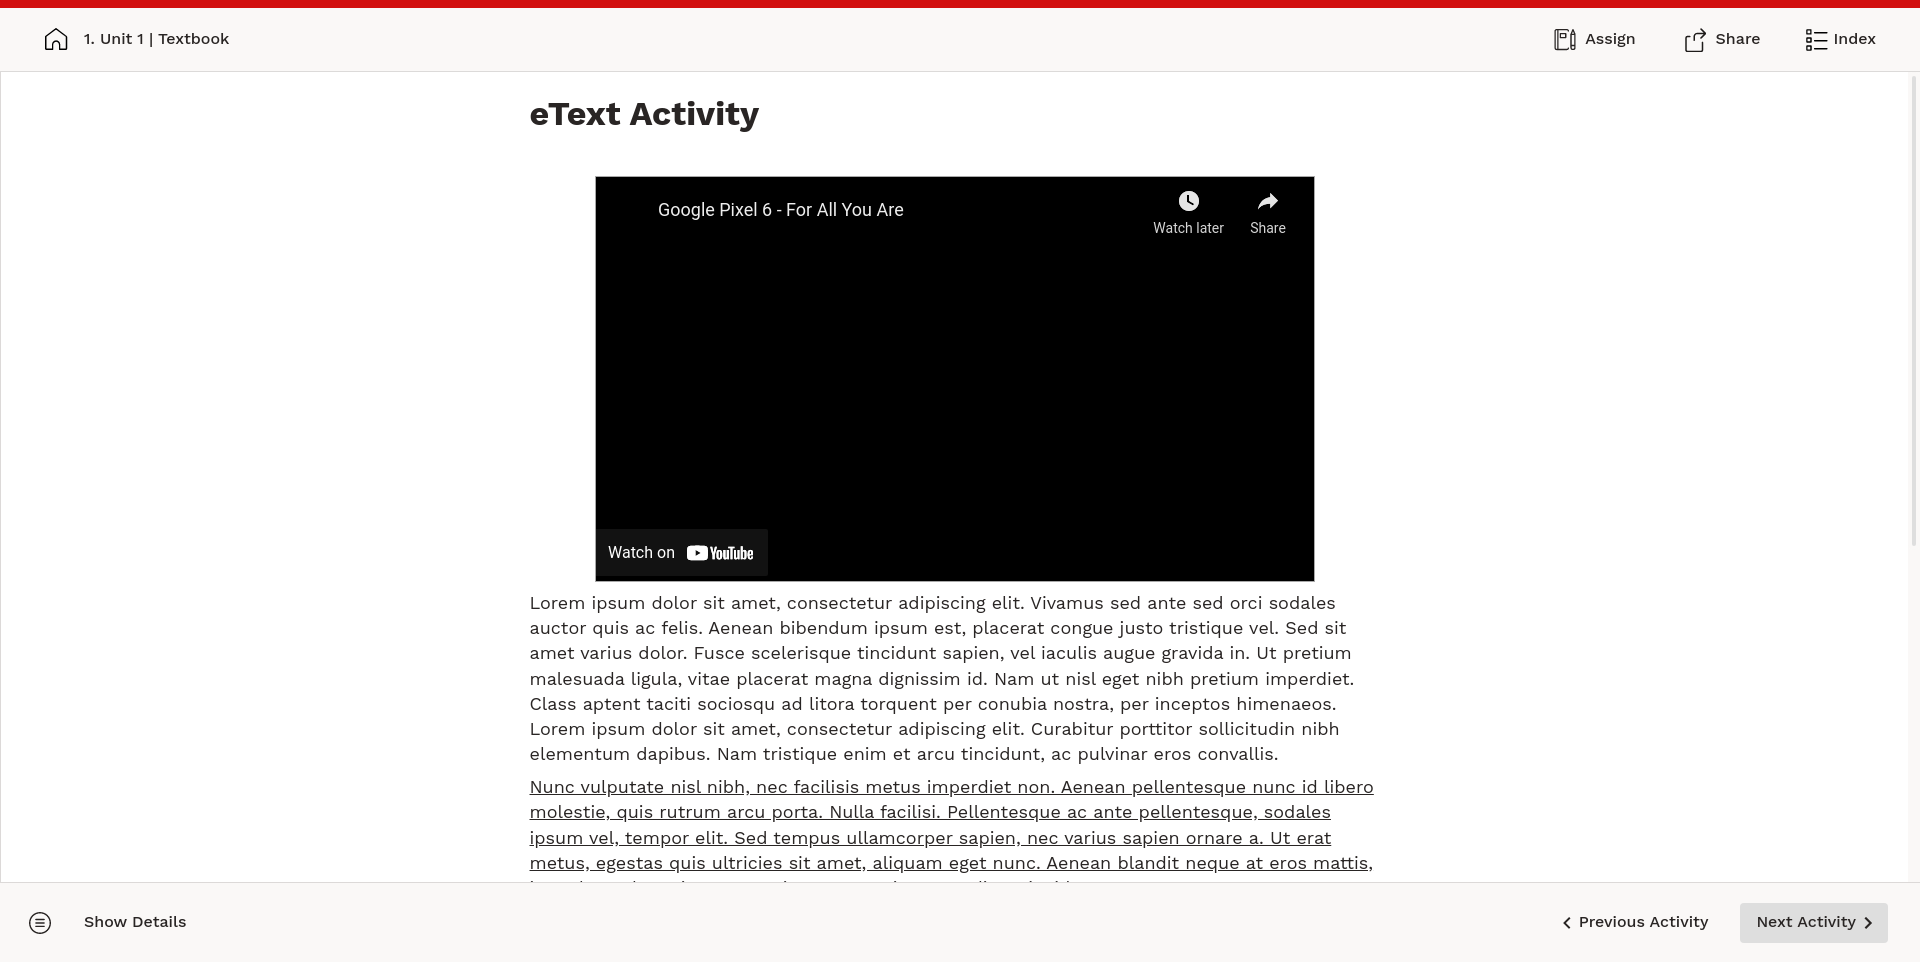 1. Unit 1 | Textbook
Assign
Share
Index
eText Activity
Google Pixel 6 - For All You Are
Watch later
Share
Watch on YouTube
Lorem ipsum dolor sit amet, consectetur adipiscing elit. Vivamus sed ante sed orci sodales
auctor quis ac felis. Aenean bibendum ipsum est, placerat congue justo tristique vel. Sed sit
amet varius dolor. Fusce scelerisque tincidunt sapien, vel iaculis augue gravida in. Ut pretium
malesuada ligula, vitae placerat magna dignissim id. Nam ut nisl eget nibh pretium imperdiet.
Class aptent taciti sociosqu ad litora torquent per conubia nostra, per inceptos himenaeos.
Lorem ipsum dolor sit amet, consectetur adipiscing elit. Curabitur porttitor sollicitudin nibh
elementum dapibus. Nam tristique enim et arcu tincidunt, ac pulvinar eros convallis.
Nunc vulputate nisl nibh, nec facilisis metus imperdiet non. Aenean pellentesque nunc id libero
molestie, quis rutrum arcu porta. Nulla facilisi. Pellentesque ac ante pellentesque, sodales
ipsum vel, tempor elit. Sed tempus ullamcorper sapien, nec varius sapien ornare a. Ut erat
metus, egestas quis ultricies sit amet, aliquam eget nunc. Aenean blandit neque at eros mattis,
Show Details
Previous Activity
Next Activity